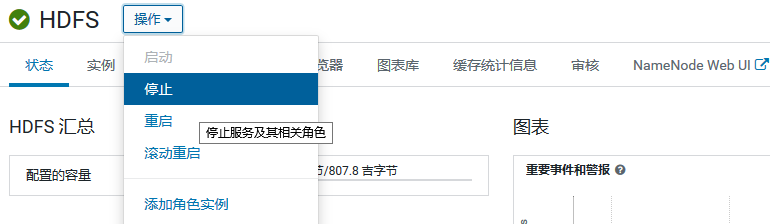 HDFS 操作
启动
状态 实例 览器 图表库 缓存统计信息 审核 NameNode Web UI
停止
HDFS 汇总 重启 停止服务及其相关角色 图表
滚动重启
配置的容量 节/807.8 吉字节 重要事件和警报
添加角色实例